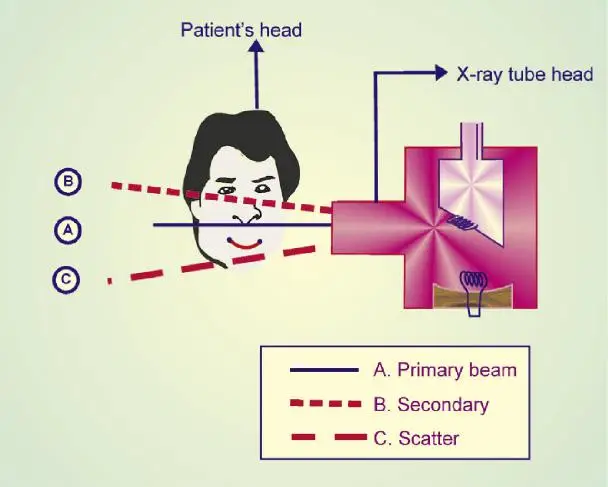 Patient's head
X-ray tube head
B
A
C
A. Primary beam
B. Secondary
C. Scatter